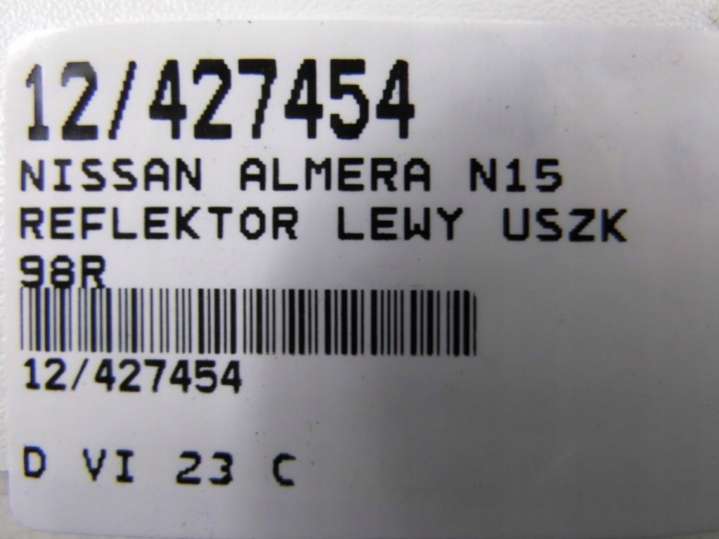 12/427454
NISSAN ALMERA N15
REFLEKTOR LEWY USZK
98R
12/427454
D VI 23 C